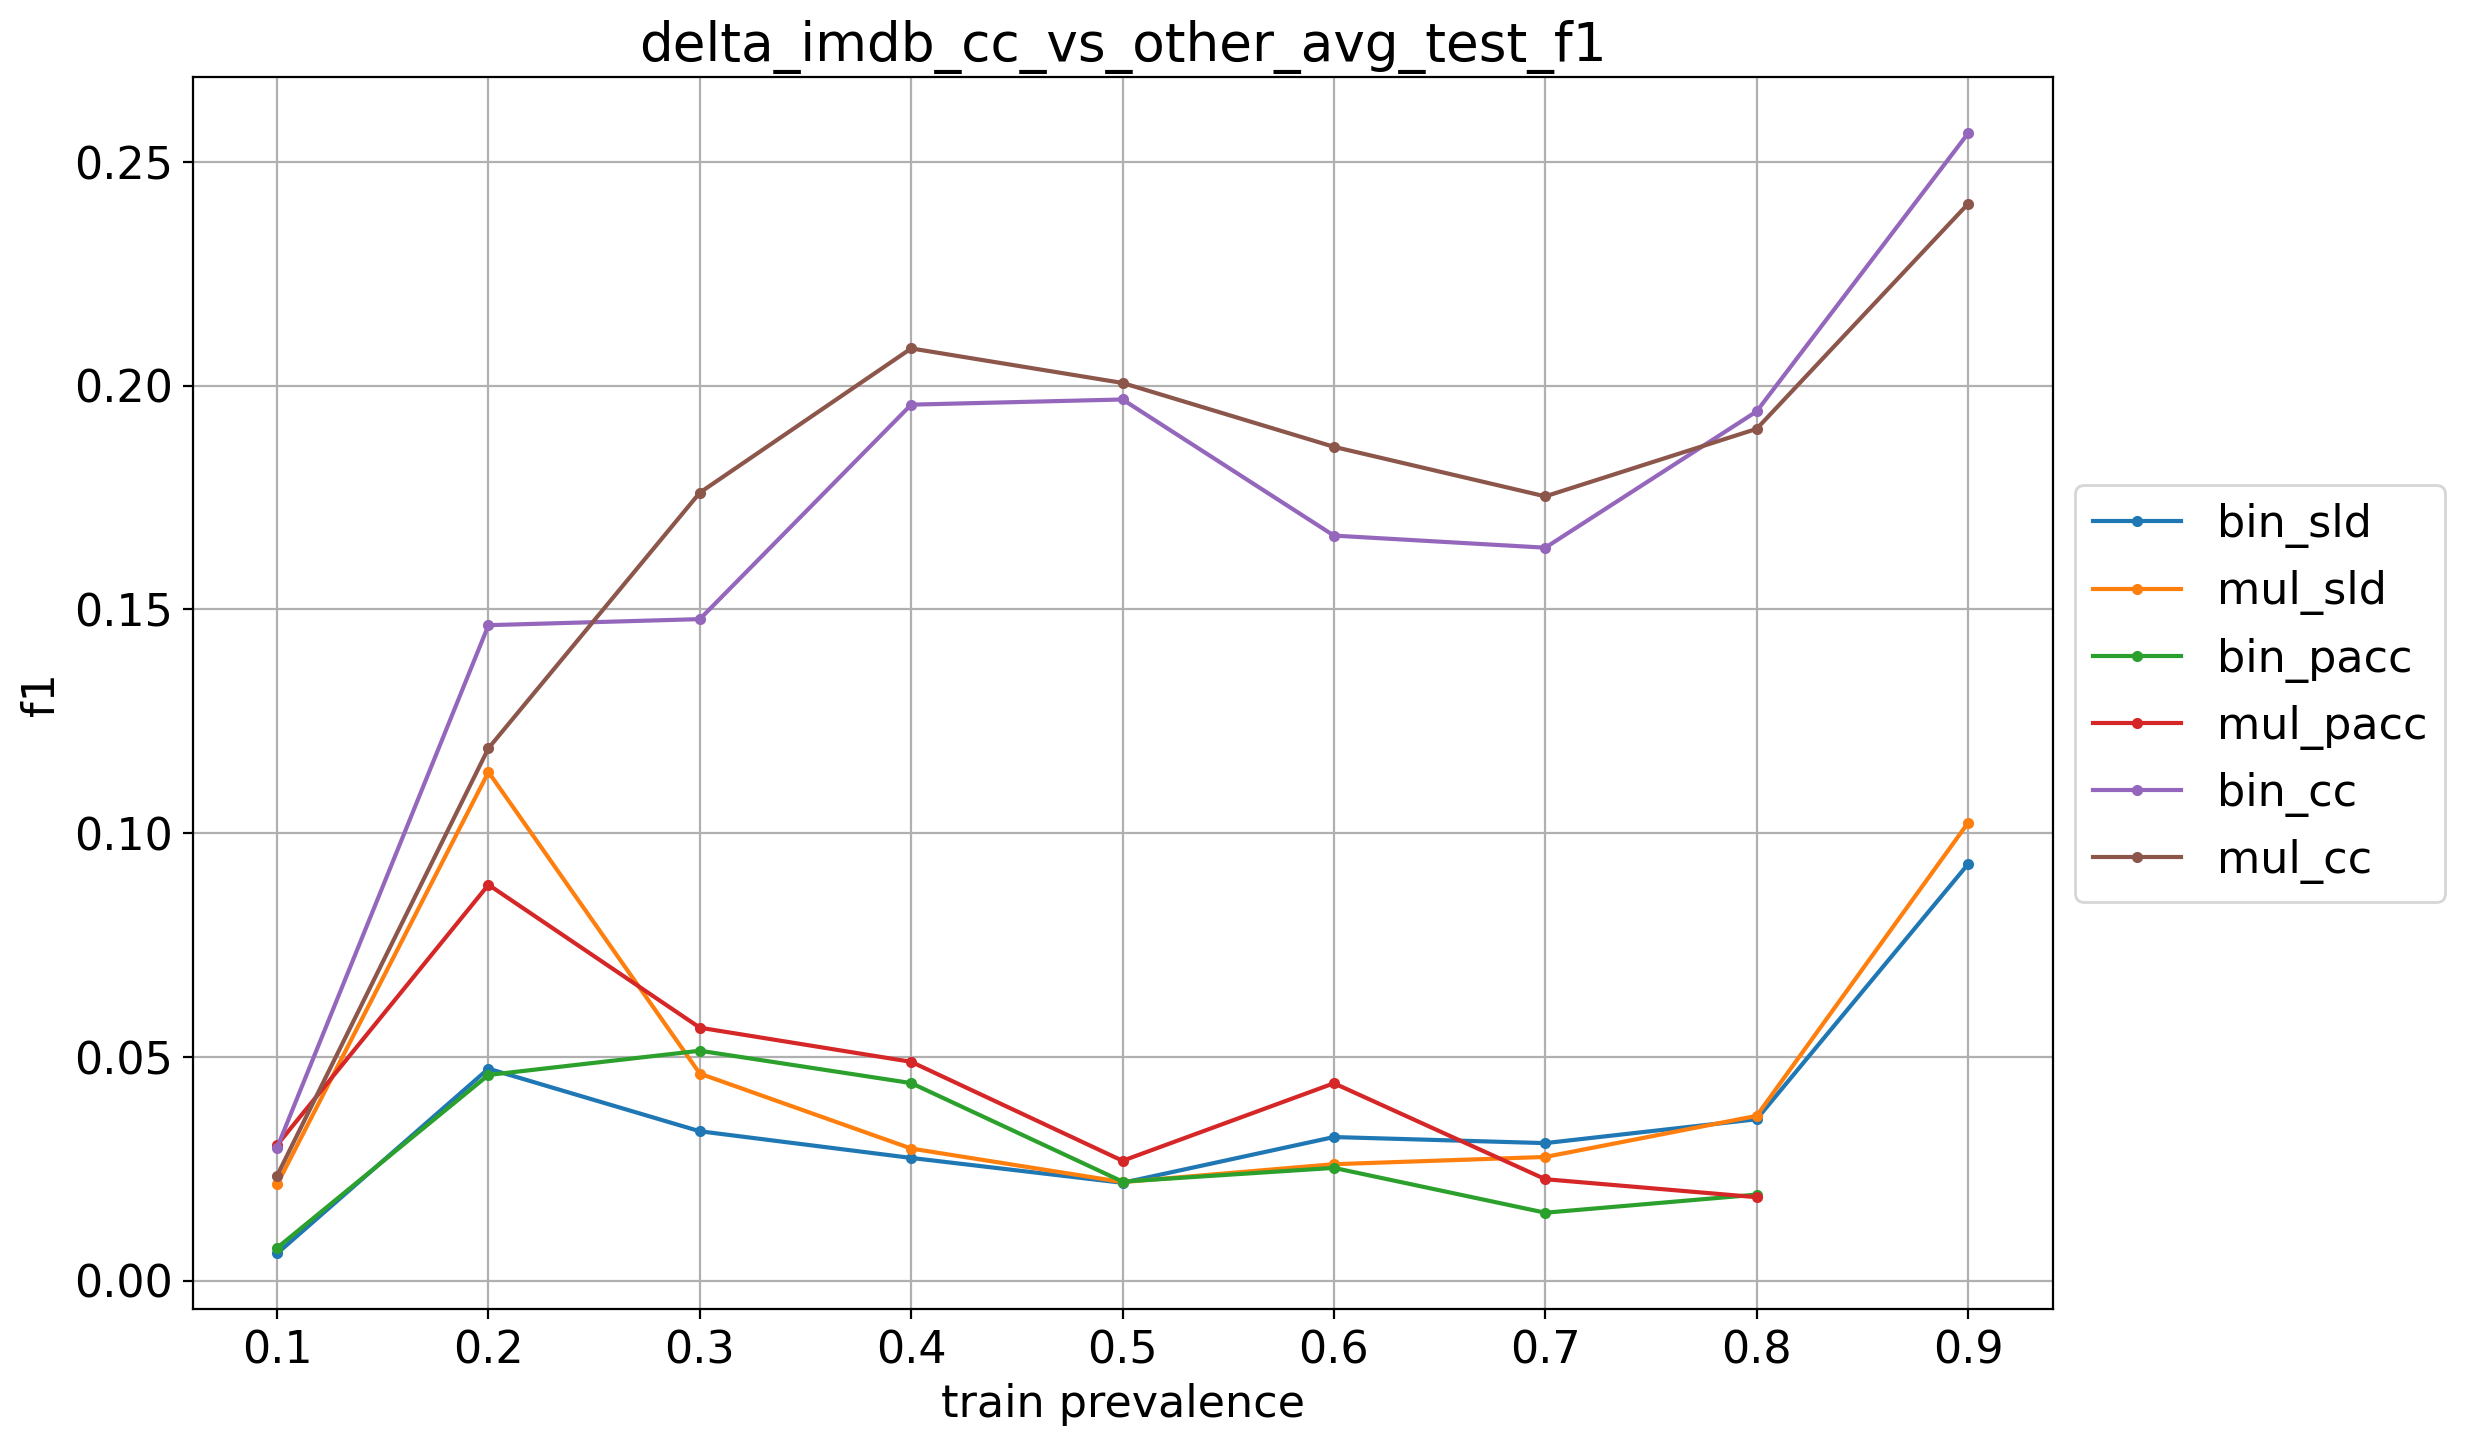 delta_imdb_cc_vs_other_avg_test_f1
0.25
0.20
0.15
0.10
0.05
0.00
f1
0.1 0.2 0.3 0.4 0.5 0.6 0.7 0.8 0.9
train prevalence
bin_sld
mul_sld
bin_pacc
mul_pacc
bin_cc
mul_cc